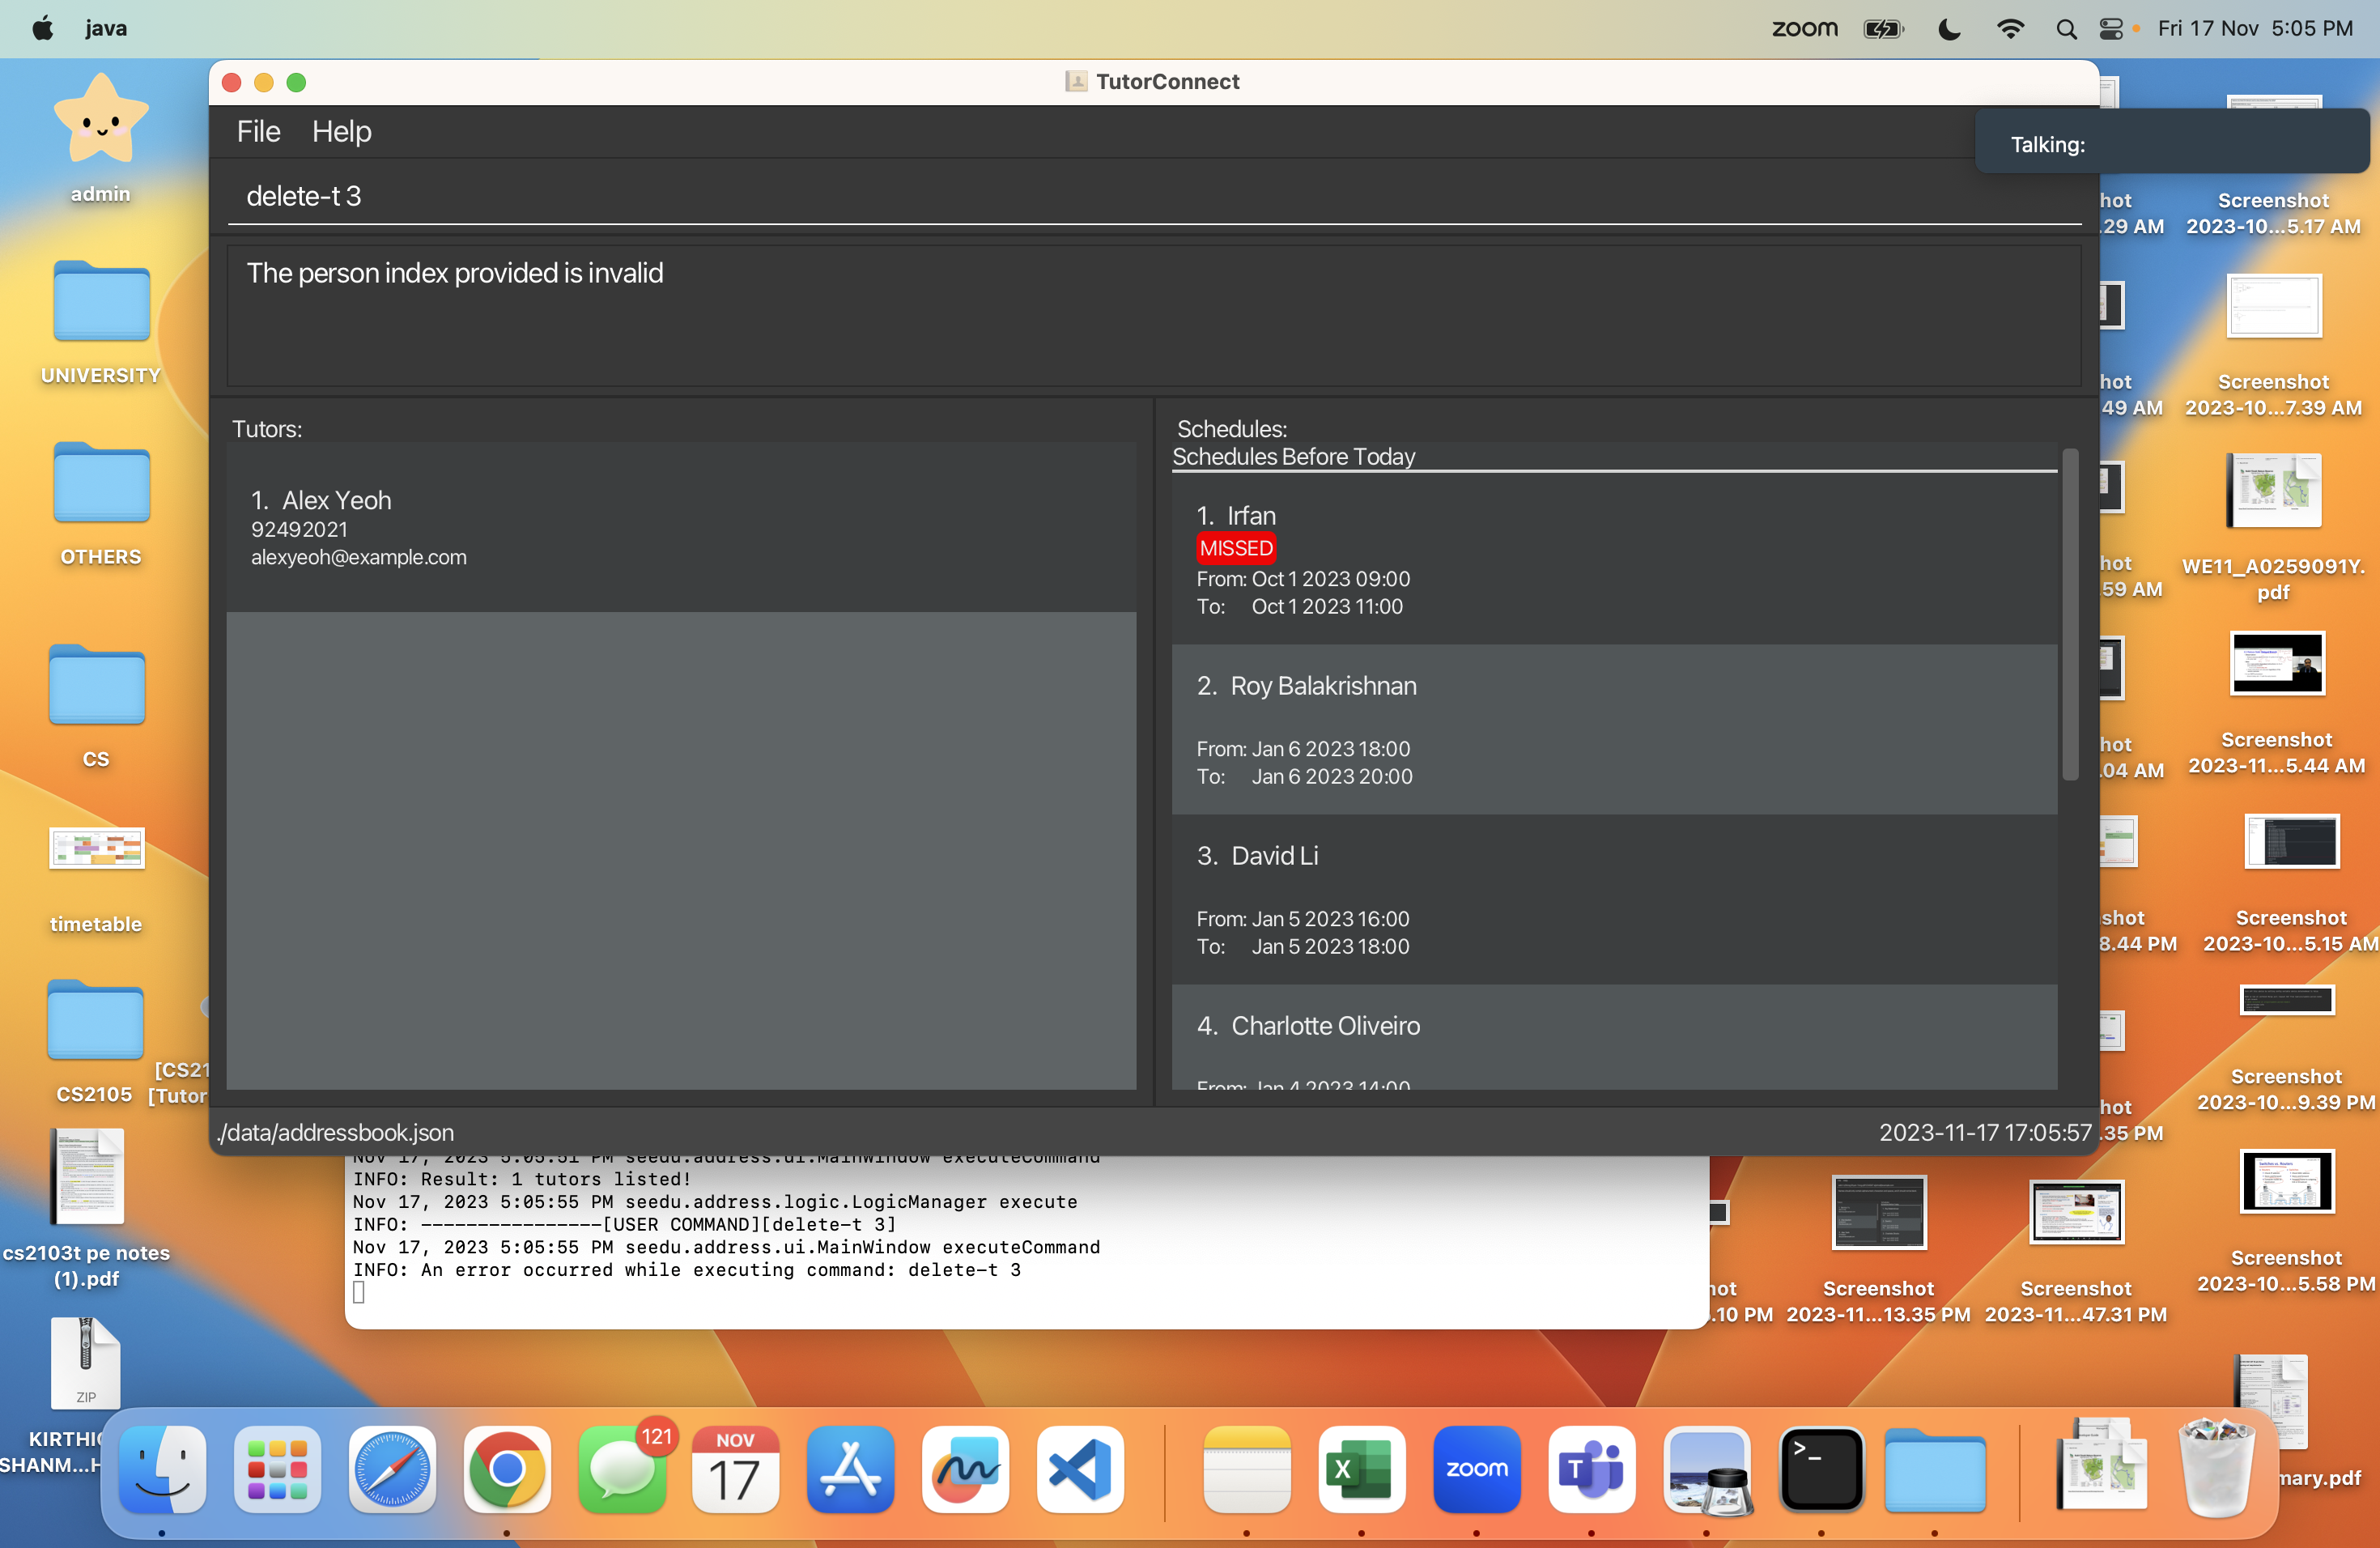 java
zoom
Fri 17 Nov 5:05 PM
TutorConnect
File Help
Talking:
delete-t 3
The person index provided is invalid
Tutors:
1. Alex Yeoh
92492021
alexyeoh@example.com
Schedules:
Schedules Before Today
1. Irfan
MISSED
From: Oct 1 2023 09:00
To: Oct 1 2023 11:00
2. Roy Balakrishnan
From: Jan 6 2023 18:00
To: Jan 6 2023 20:00
3. David Li
From: Jan 5 2023 16:00
To: Jan 5 2023 18:00
4. Charlotte Oliveiro
From: Jan 4 2023 14:00
./data/addressbook.json
2023-11-17 17:05:57
Nov 17, 2023 5:05:51 PM seedu.address.ui.MainWindow executeCommand
INFO: Result: 1 tutors listed!
Nov 17, 2023 5:05:55 PM seedu.address.logic.LogicManager execute
INFO: ----------------[USER COMMAND][delete-t 3]
Nov 17, 2023 5:05:55 PM seedu.address.ui.MainWindow executeCommand
INFO: An error occurred while executing command: delete-t 3
admin
UNIVERSITY
OTHERS
CS
timetable
CS2105
[CS21
[Tutor
cs2103t pe notes
(1).pdf
ZIP
KIRTHIC
SHANM...H
hot
.29 AM
Screenshot
2023-10...5.17 AM
hot
49 AM
Screenshot
2023-10...7.39 AM
hot
.59 AM
WE11_A0259091Y.
pdf
hot
.04 AM
Screenshot
2023-11...5.44 AM
shot
8.44 PM
Screenshot
2023-10...5.15 AM
hot
.35 PM
Screenshot
2023-10...9.39 PM
Screenshot
2023-10...5.58 PM
hot
.10 PM
Screenshot
2023-11...13.35 PM
Screenshot
2023-11...47.31 PM
mary.pdf
121
NOV
17
X
zoom
T
>_